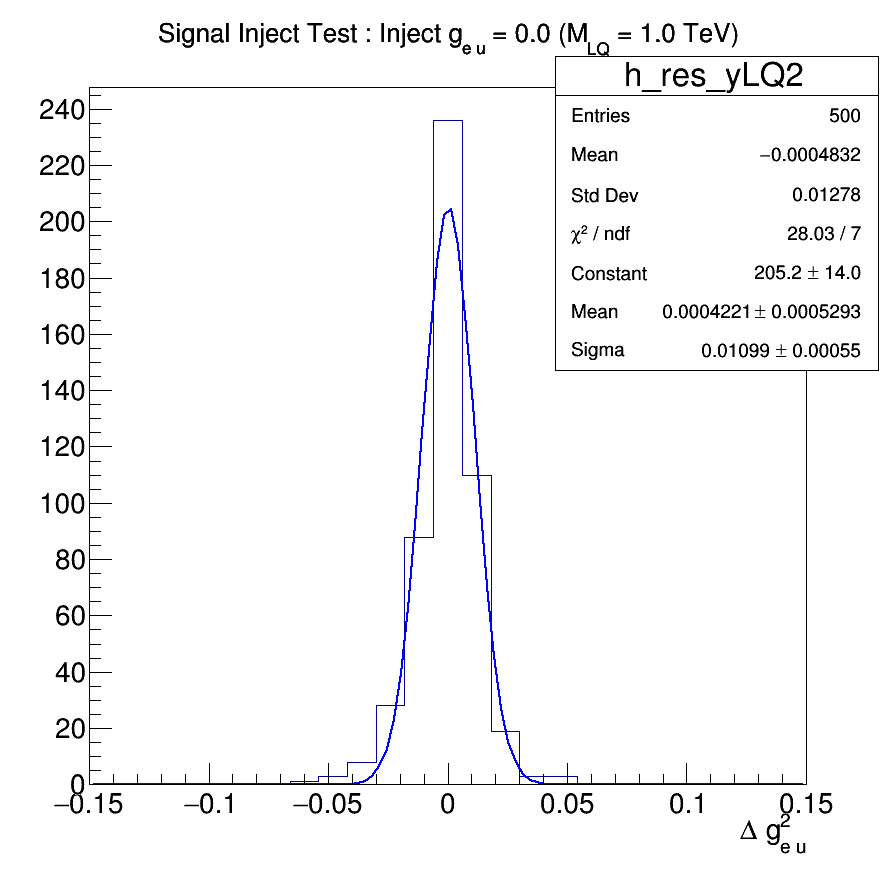 Signal Inject Test : Inject g_{e u} = 0.0 (M_{LQ} = 1.0 TeV)
h_res_yLQ2
Entries 500
Mean −0.0004832
Std Dev 0.01278
χ² / ndf 28.03 / 7
Constant 205.2 ± 14.0
Mean 0.0004221 ± 0.0005293
Sigma 0.01099 ± 0.00055
240
220
200
180
160
140
120
100
80
60
40
20
0
−0.15 −0.1 −0.05 0 0.05 0.1 0.15
Δ g²_{e u}